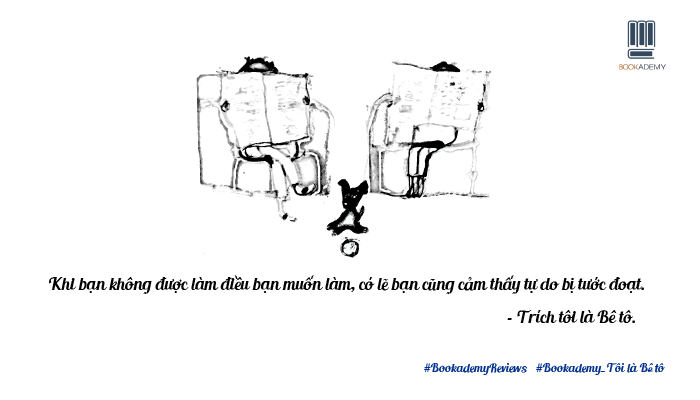 BOOKADEMY
Khi bạn không được làm điều bạn muốn làm, có lẽ bạn cũng cảm thấy tự do bị tước đoạt.
- Trích tôi là Bê tô.
#BookademyReviews #Bookademy_Tôi là Bê tô